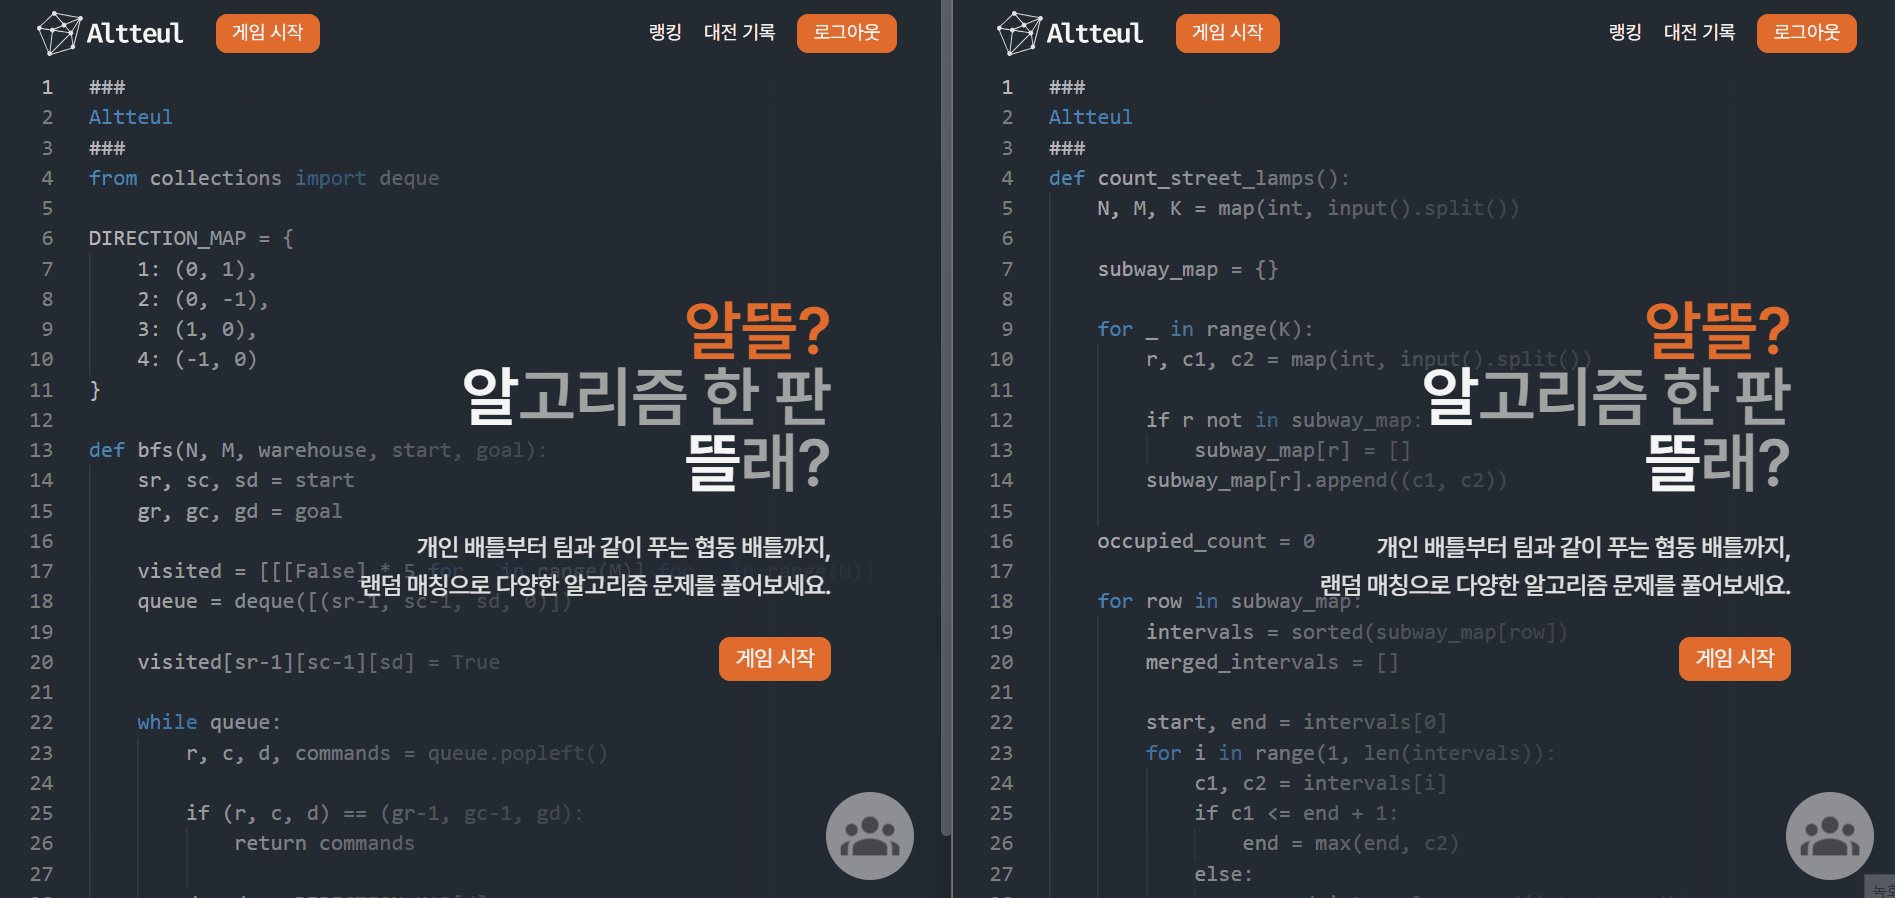 Altteul 게임 시작 랭킹 대전 기록 로그아웃
1 ###
2 Altteul
3 ###
4 from collections import deque
5
6 DIRECTION_MAP = {
7 1: (0, 1),
8 2: (0, -1),
9 3: (1, 0),
10 4: (-1, 0)
11 }
12
13 def bfs(N, M, warehouse, start, goal):
14 sr, sc, sd = start
15 gr, gc, gd = goal
16
17 visited = [[[False] * 5 for _ in range(M)] for _ in range(N)]
18 queue = deque([(sr-1, sc-1, sd, 0)])
19
20 visited[sr-1][sc-1][sd] = True
21
22 while queue:
23 r, c, d, commands = queue.popleft()
24
25 if (r, c, d) == (gr-1, gc-1, gd):
26 return commands
27
알뜰?
알고리즘 한 판
뜰래?
개인 배틀부터 팀과 같이 푸는 협동 배틀까지,
랜덤 매칭으로 다양한 알고리즘 문제를 풀어보세요.
게임 시작
Altteul 게임 시작 랭킹 대전 기록 로그아웃
1 ###
2 Altteul
3 ###
4 def count_street_lamps():
5 N, M, K = map(int, input().split())
6
7 subway_map = {}
8
9 for _ in range(K):
10 r, c1, c2 = map(int, input().split())
11
12 if r not in subway_map:
13 subway_map[r] = []
14 subway_map[r].append((c1, c2))
15
16 occupied_count = 0
17
18 for row in subway_map:
19 intervals = sorted(subway_map[row])
20 merged_intervals = []
21
22 start, end = intervals[0]
23 for i in range(1, len(intervals)):
24 c1, c2 = intervals[i]
25 if c1 <= end + 1:
26 end = max(end, c2)
27 else:
알뜰?
알고리즘 한 판
뜰래?
개인 배틀부터 팀과 같이 푸는 협동 배틀까지,
랜덤 매칭으로 다양한 알고리즘 문제를 풀어보세요.
게임 시작